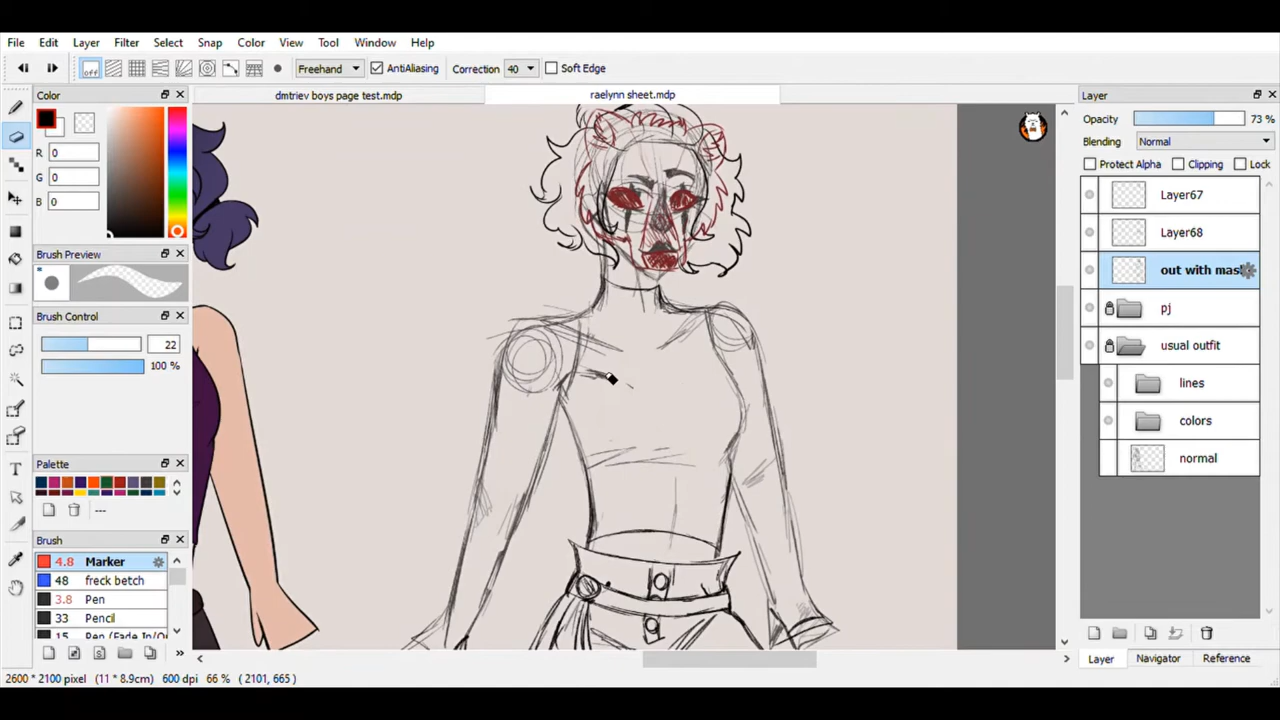 File Edit Layer Filter Select Snap Color View Tool Window Help
off Freehand AntiAliasing Correction 40 Soft Edge
Color
dmtriev boys page test.mdp raelynn sheet.mdp
R 0
G 0
B 0
Brush Preview
Brush Control
22
100 %
Palette
---
Brush
4.8 Marker
48 freck betch
3.8 Pen
33 Pencil
15 Pen (Fade In/O
Layer
Opacity 73 %
Blending Normal
Protect Alpha Clipping Lock
Layer67
Layer68
out with mas
pj
usual outfit
lines
colors
normal
Layer Navigator Reference
2600 * 2100 pixel (11 * 8.9cm) 600 dpi 66 % ( 2101, 665 )